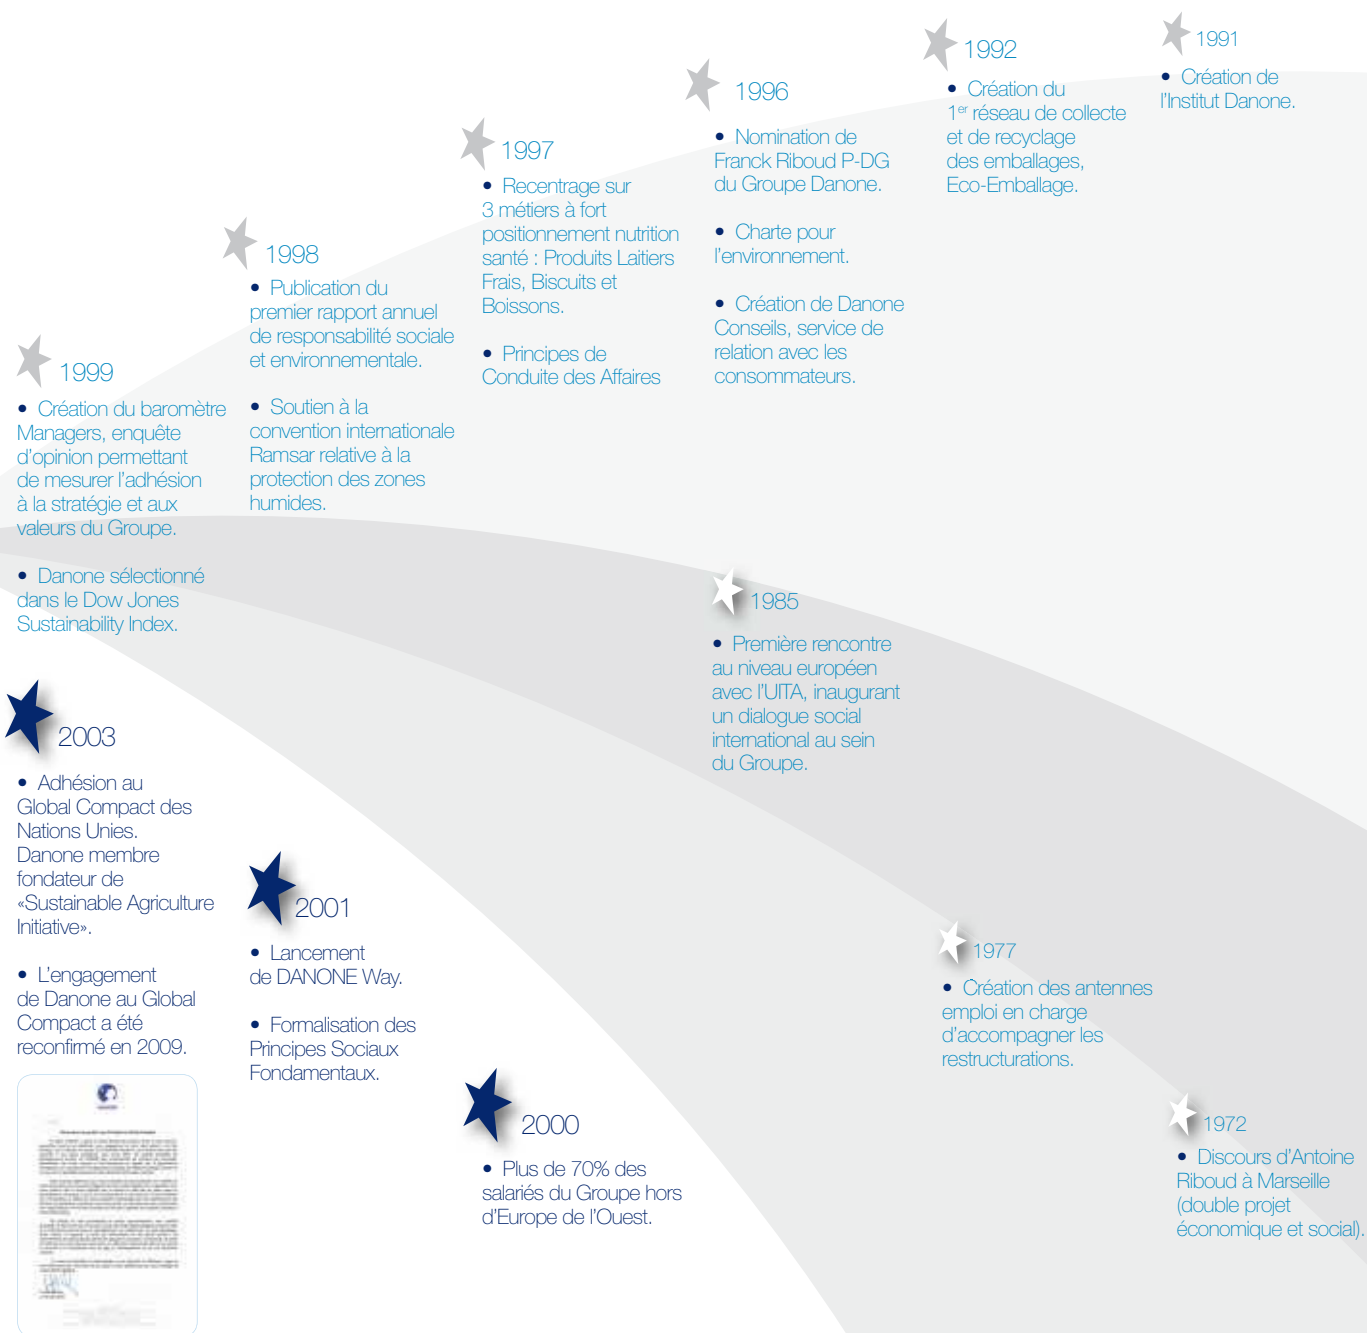 1991
• Création de
l'Institut Danone.
1992
• Création du
1er réseau de collecte
et de recyclage
des emballages,
Eco-Emballage.
1996
• Nomination de
Franck Riboud P-DG
du Groupe Danone.
• Charte pour
l'environnement.
• Création de Danone
Conseils, service de
relation avec les
consommateurs.
1997
• Recentrage sur
3 métiers à fort
positionnement nutrition
santé : Produits Laitiers
Frais, Biscuits et
Boissons.
• Principes de
Conduite des Affaires
1998
• Publication du
premier rapport annuel
de responsabilité sociale
et environnementale.
• Soutien à la
convention internationale
Ramsar relative à la
protection des zones
humides.
1999
• Création du baromètre
Managers, enquête
d'opinion permettant
de mesurer l'adhésion
à la stratégie et aux
valeurs du Groupe.
• Danone sélectionné
dans le Dow Jones
Sustainability Index.
1985
• Première rencontre
au niveau européen
avec l'UITA, inaugurant
un dialogue social
international au sein
du Groupe.
1977
• Création des antennes
emploi en charge
d'accompagner les
restructurations.
1972
• Discours d'Antoine
Riboud à Marseille
(double projet
économique et social).
2003
• Adhésion au
Global Compact des
Nations Unies.
Danone membre
fondateur de
«Sustainable Agriculture
Initiative».
• L'engagement
de Danone au Global
Compact a été
reconfirmé en 2009.
2001
• Lancement
de DANONE Way.
• Formalisation des
Principes Sociaux
Fondamentaux.
2000
• Plus de 70% des
salariés du Groupe hors
d'Europe de l'Ouest.